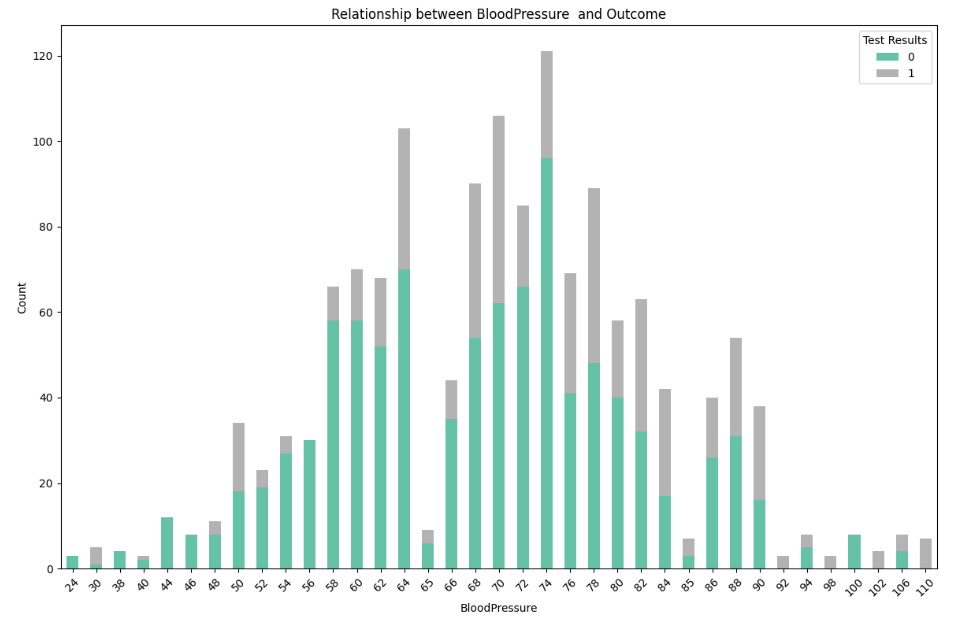 Relationship between BloodPressure  and Outcome
Test Results
0
1
120
100
80
60
40
20
0
Count
24 30 38 40 44 46 48 50 52 54 56 58 60 62 64 65 66 68 70 72 74 76 78 80 82 84 85 86 88 90 92 94 98 100 102 106 110
BloodPressure